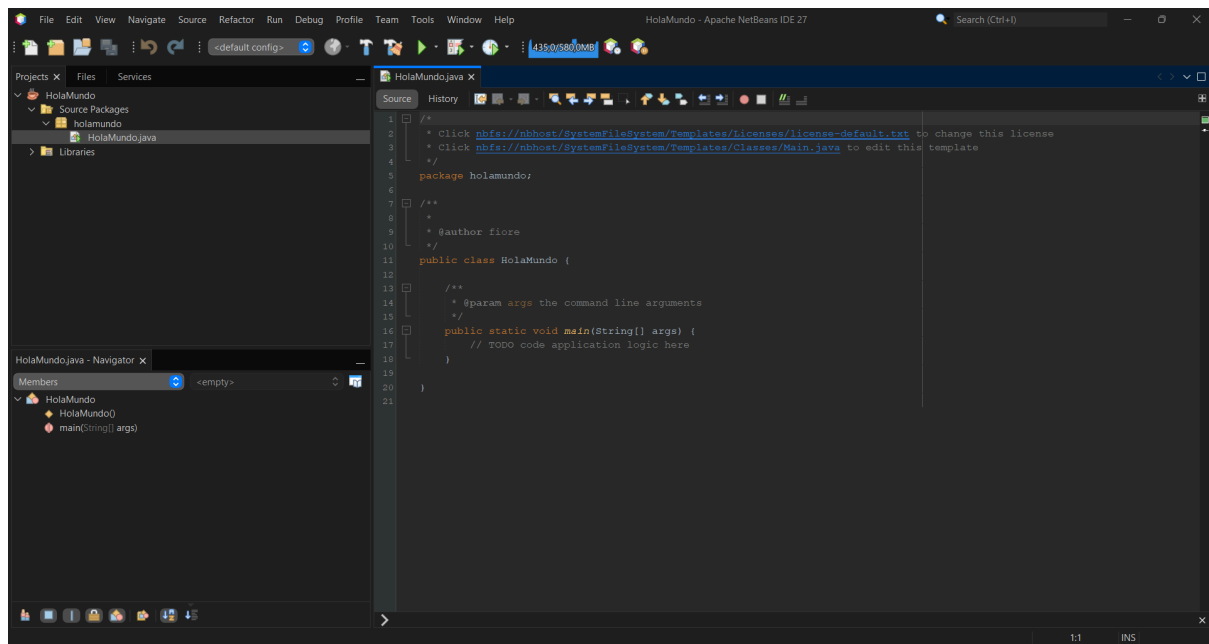 File Edit View Navigate Source Refactor Run Debug Profile Team Tools Window Help HolaMundo - Apache NetBeans IDE 27 Search (Ctrl+I)
<default config> 435,0/580,0MB
Projects Files Services
HolaMundo
Source Packages
holamundo
HolaMundo.java
Libraries
HolaMundo.java - Navigator
Members <empty>
HolaMundo
HolaMundo()
main(String[] args)
HolaMundo.java
Source History
1 /*
2 * Click nbfs://nbhost/SystemFileSystem/Templates/Licenses/license-default.txt to change this license
3 * Click nbfs://nbhost/SystemFileSystem/Templates/Classes/Main.java to edit this template
4 */
5 package holamundo;
6
7 /**
8 *
9 * @author fiore
10 */
11 public class HolaMundo {
12
13 /**
14 * @param args the command line arguments
15 */
16 public static void main(String[] args) {
17 // TODO code application logic here
18 }
19
20 }
21
1:1 INS